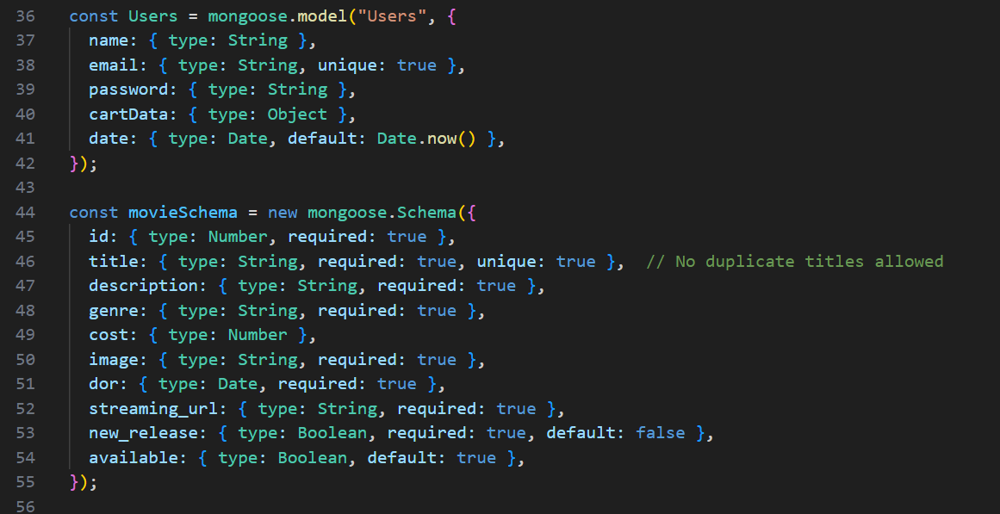 36 const Users = mongoose.model("Users", {
37   name: { type: String },
38   email: { type: String, unique: true },
39   password: { type: String },
40   cartData: { type: Object },
41   date: { type: Date, default: Date.now() },
42 });
43
44 const movieSchema = new mongoose.Schema({
45   id: { type: Number, required: true },
46   title: { type: String, required: true, unique: true },  // No duplicate titles allowed
47   description: { type: String, required: true },
48   genre: { type: String, required: true },
49   cost: { type: Number },
50   image: { type: String, required: true },
51   dor: { type: Date, required: true },
52   streaming_url: { type: String, required: true },
53   new_release: { type: Boolean, required: true, default: false },
54   available: { type: Boolean, default: true },
55 });
56